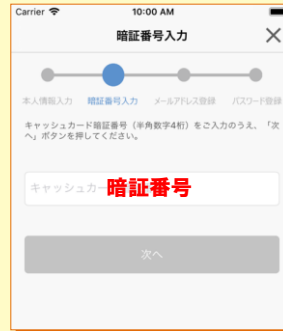 Carrier 10:00 AM
暗証番号入力
本人情報入力 暗証番号入力 メールアドレス登録 パスワード登録
キャッシュカード暗証番号(半角数字4桁)をご入力のうえ、「次
へ」ボタンを押してください。
キャッシュカー 暗証番号
次へ